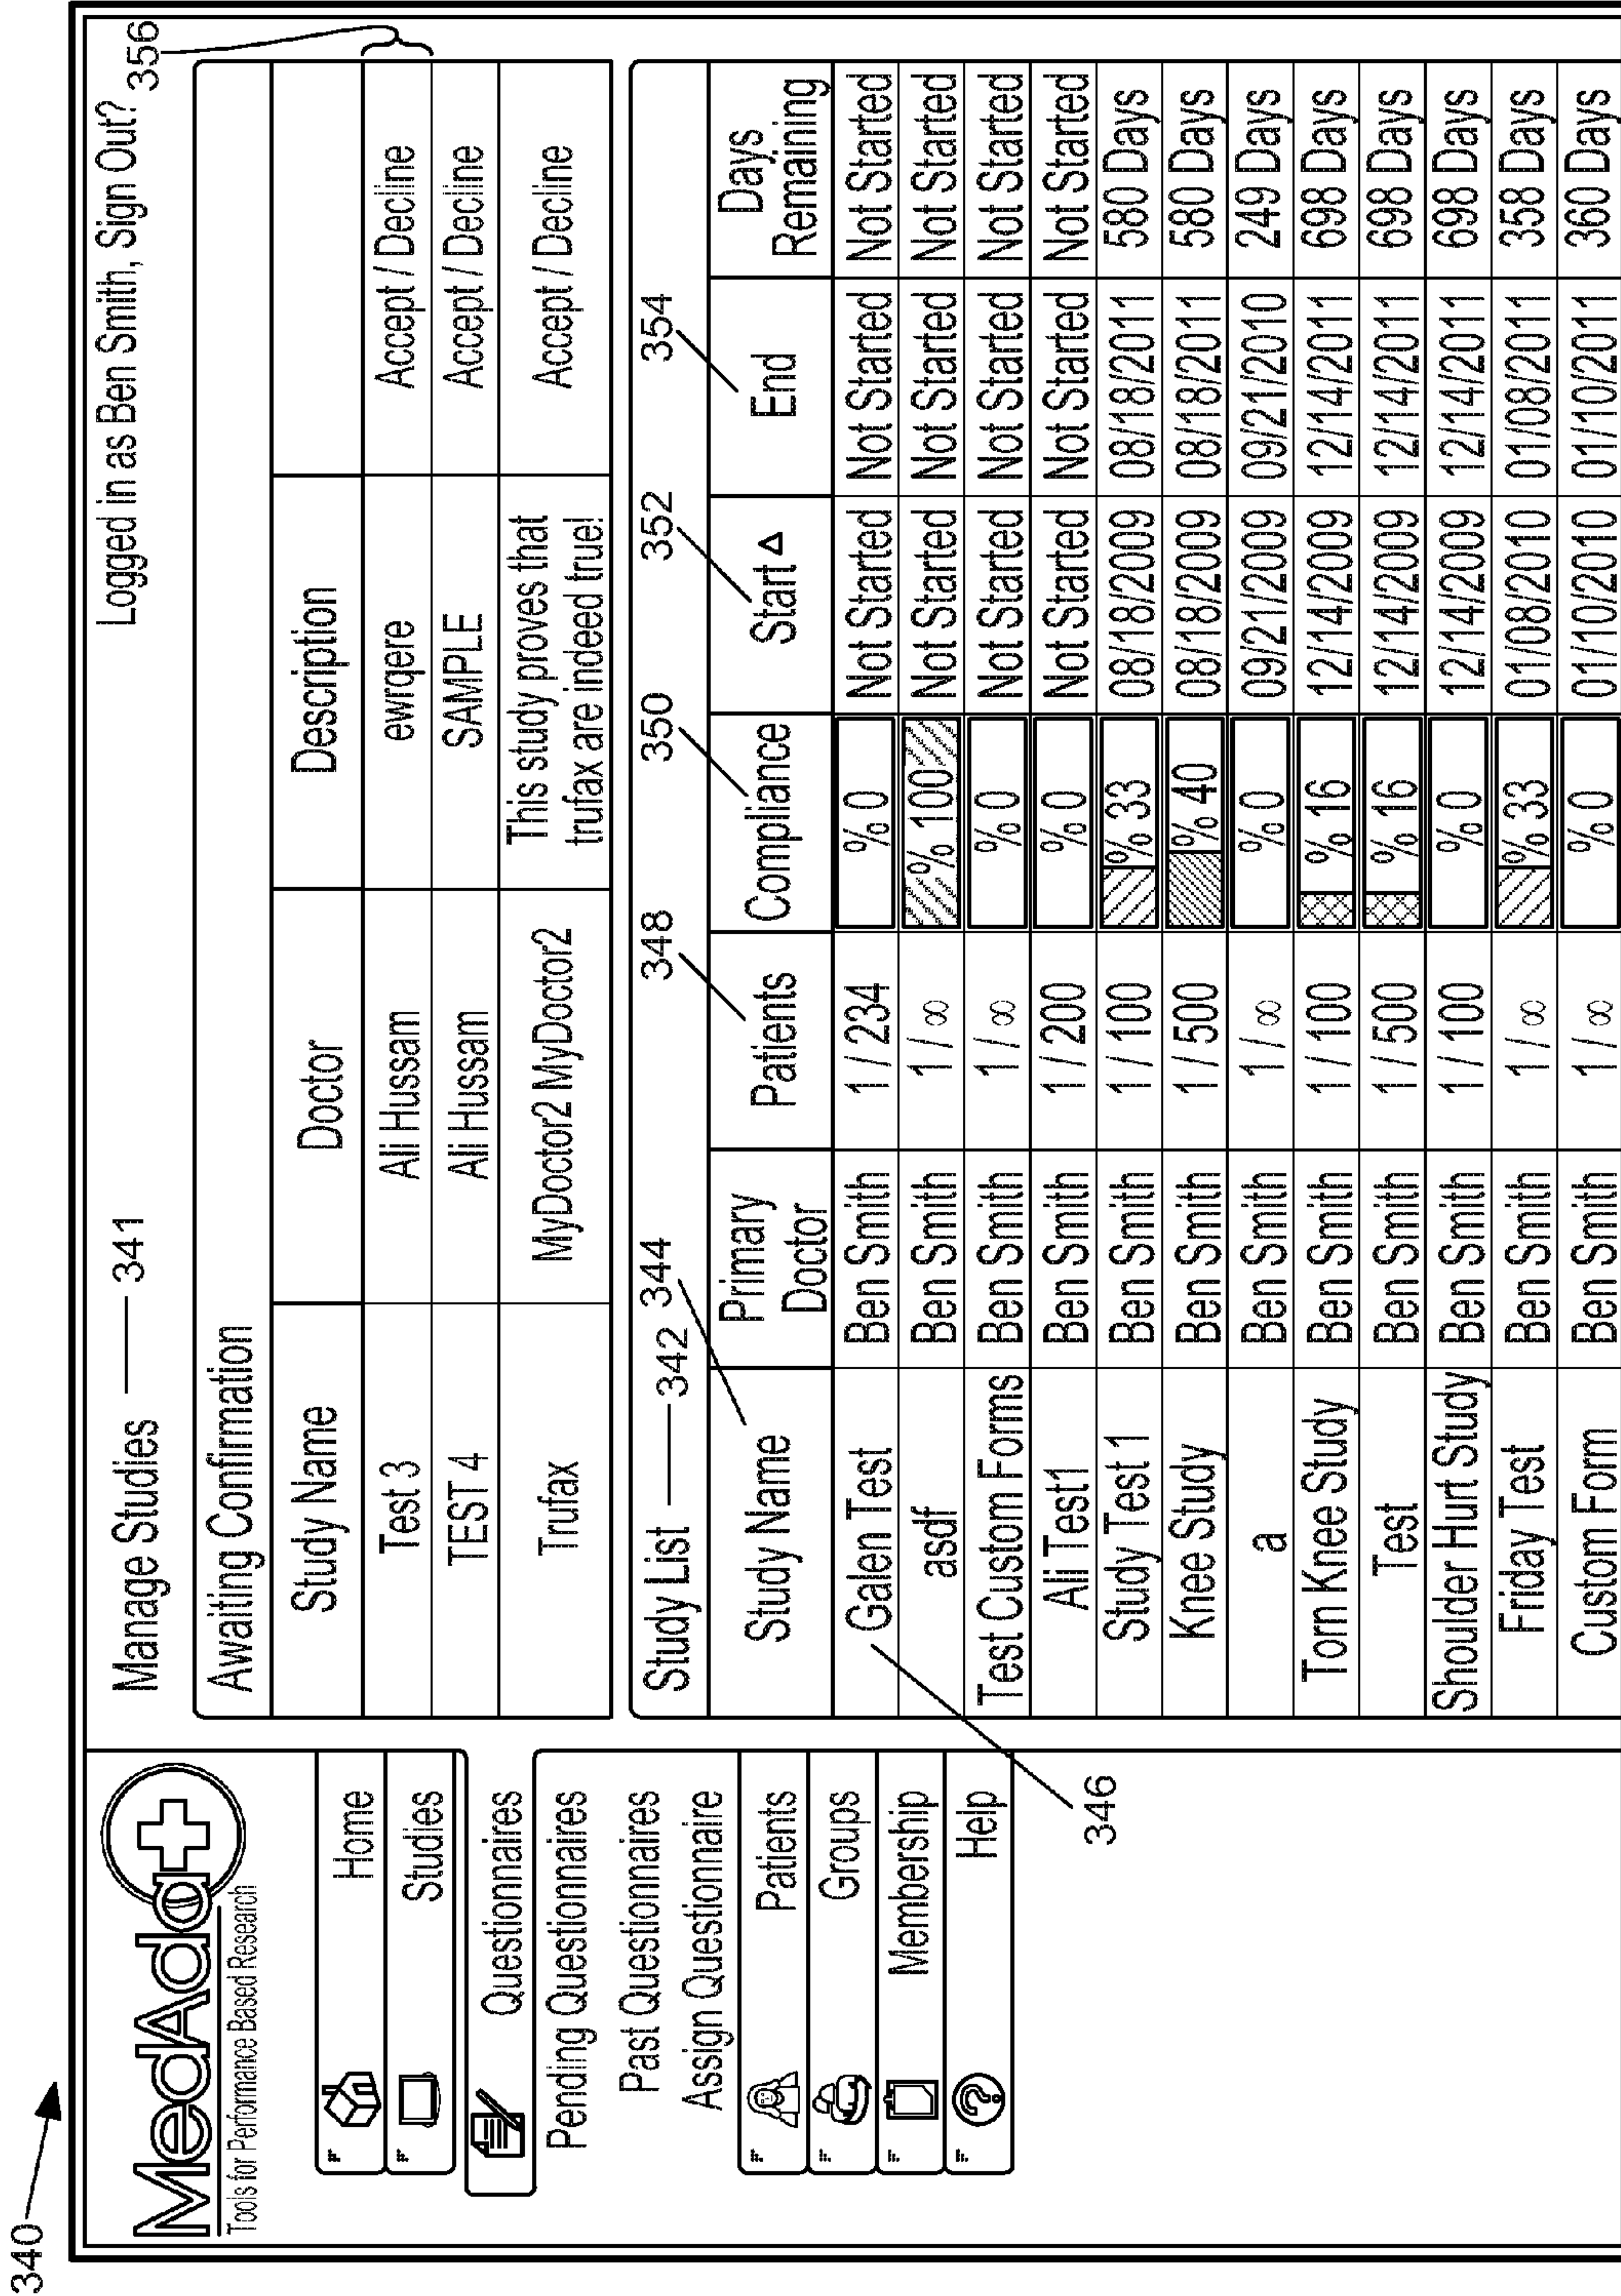 340
MedAda
Tools for Performance Based Research
Home
Studies
Questionnaires
Pending Questionnaires
Past Questionnaires
Assign Questionnaire
Patients
Groups
Membership
Help
346
Logged in as Ben Smith, Sign Out?
Manage Studies 341
356
Awaiting Confirmation
Study Name Doctor Description
Test 3 Ali Hussam ewrqere Accept / Decline
TEST 4 Ali Hussam SAMPLE Accept / Decline
Trufax MyDoctor2 MyDoctor2 This study proves that trufax are indeed true! Accept / Decline
Study List 342 344 348 350 352 354
Study Name Primary Doctor Patients Compliance Start Δ End Days Remaining
Galen Test Ben Smith 1 / 234 % 0 Not Started Not Started Not Started
asdf Ben Smith 1 / ∞ % 100 Not Started Not Started Not Started
Test Custom Forms Ben Smith 1 / ∞ % 0 Not Started Not Started Not Started
Ali Test1 Ben Smith 1 / 200 % 0 Not Started Not Started Not Started
Study Test 1 Ben Smith 1 / 100 % 33 08/18/2009 08/18/2011 580 Days
Knee Study Ben Smith 1 / 500 % 40 08/18/2009 08/18/2011 580 Days
a Ben Smith 1 / ∞ % 0 09/21/2009 09/21/2010 249 Days
Torn Knee Study Ben Smith 1 / 100 % 16 12/14/2009 12/14/2011 698 Days
Test Ben Smith 1 / 500 % 16 12/14/2009 12/14/2011 698 Days
Shoulder Hurt Study Ben Smith 1 / 100 % 0 12/14/2009 12/14/2011 698 Days
Friday Test Ben Smith 1 / ∞ % 33 01/08/2010 01/08/2011 358 Days
Custom Form Ben Smith 1 / ∞ % 0 01/10/2010 01/10/2011 360 Days